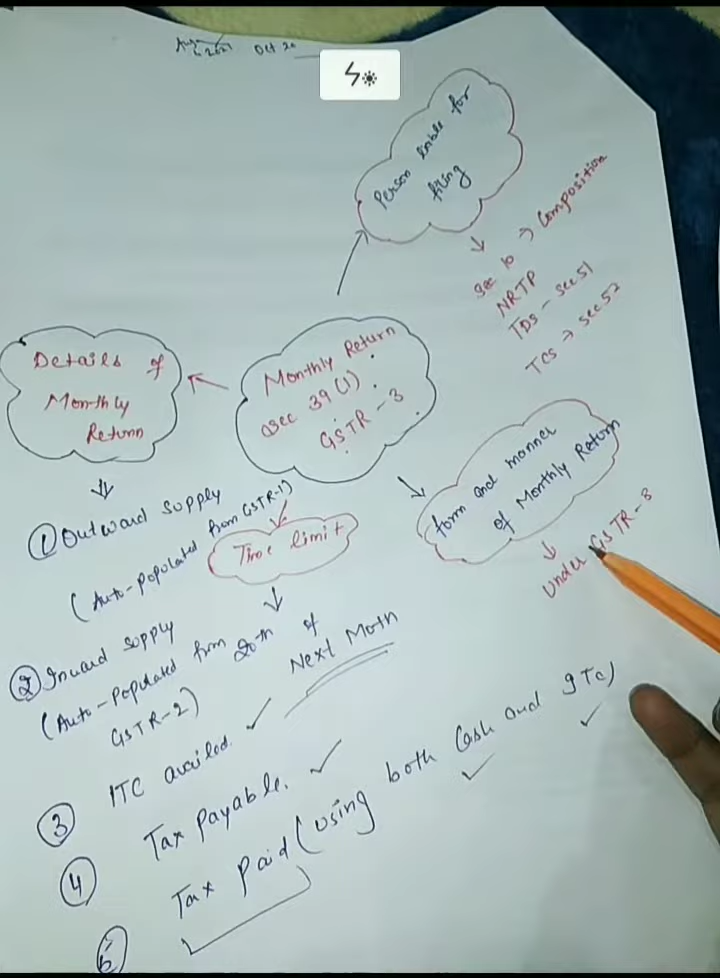 Oct 20
Person liable for
filing
Sec 10 → Composition
NRTP
TDS - Sec 51
TCS → Sec 52
Monthly Return
Sec 39 (1).
GSTR - 3
Details of
Monthly
Return
① Outward Supply
(Auto-Populated from GSTR-1)
② Inward Supply
(Auto-Populated from
GSTR-2)
③ ITC availed.
④ Tax Payable.
⑤ Tax Paid (using both Cash and ITC)
Time limit
20th of
Next Moth
form and manner
of Monthly Return
under GSTR-3